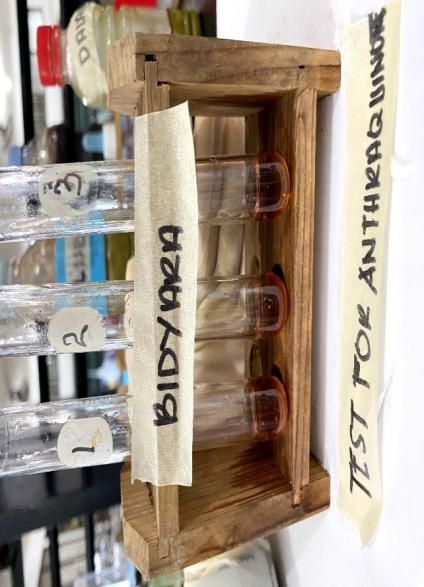 1 2 3
BIDYARA
TEST FOR ANTHRAQUINONE